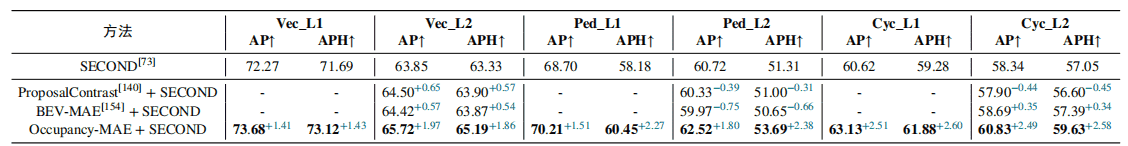 方法 Vec_L1 Vec_L2 Ped_L1 Ped_L2 Cyc_L1 Cyc_L2
AP↑ APH↑ AP↑ APH↑ AP↑ APH↑ AP↑ APH↑ AP↑ APH↑ AP↑ APH↑
SECOND[73] 72.27 71.69 63.85 63.33 68.70 58.18 60.72 51.31 60.62 59.28 58.34 57.05
ProposalContrast[140] + SECOND - - 64.50+0.65 63.90+0.57 - - 60.33−0.39 51.00−0.31 - - 57.90−0.44 56.60−0.45
BEV-MAE[154] + SECOND - - 64.42+0.57 63.87+0.54 - - 59.97−0.75 50.65−0.66 - - 58.69+0.35 57.39+0.34
Occupancy-MAE + SECOND 73.68+1.41 73.12+1.43 65.72+1.97 65.19+1.86 70.21+1.51 60.45+2.27 62.52+1.80 53.69+2.38 63.13+2.51 61.88+2.60 60.83+2.49 59.63+2.58